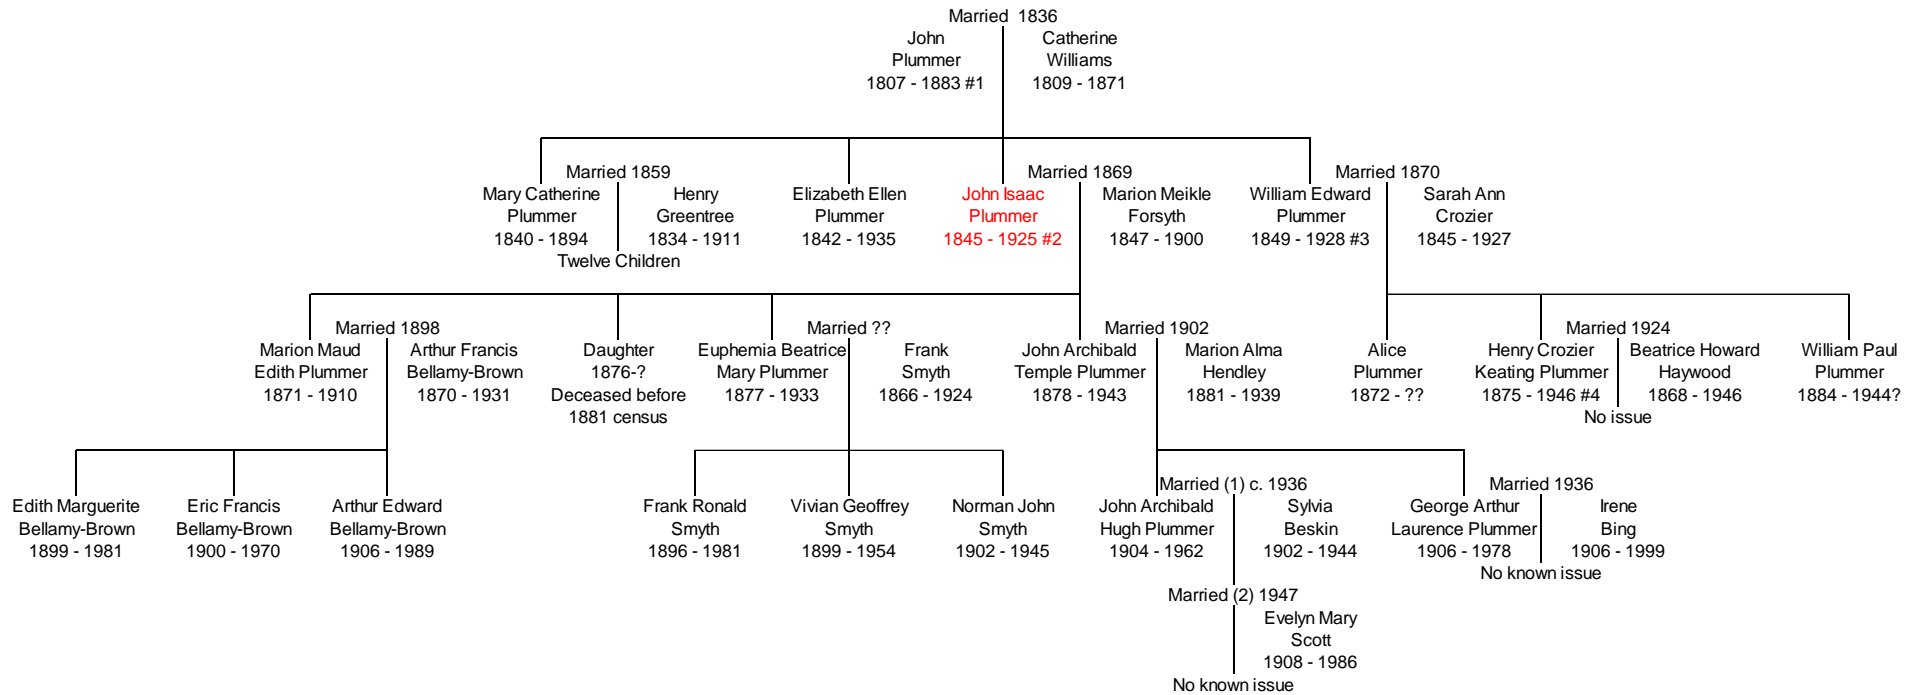 Married 1836
John
Plummer
1807 - 1883 #1
Catherine
Williams
1809 - 1871
Married 1859
Mary Catherine
Plummer
1840 - 1894
Henry
Greentree
1834 - 1911
Twelve Children
Elizabeth Ellen
Plummer
1842 - 1935
Married 1869
John Isaac
Plummer
1845 - 1925 #2
Marion Meikle
Forsyth
1847 - 1900
Married 1870
William Edward
Plummer
1849 - 1928 #3
Sarah Ann
Crozier
1845 - 1927
Married 1898
Marion Maud
Edith Plummer
1871 - 1910
Arthur Francis
Bellamy-Brown
1870 - 1931
Daughter
1876-?
Deceased before
1881 census
Married ??
Euphemia Beatrice
Mary Plummer
1877 - 1933
Frank
Smyth
1866 - 1924
Married 1902
John Archibald
Temple Plummer
1878 - 1943
Marion Alma
Hendley
1881 - 1939
Alice
Plummer
1872 - ??
Married 1924
Henry Crozier
Keating Plummer
1875 - 1946 #4
Beatrice Howard
Haywood
1868 - 1946
No issue
William Paul
Plummer
1884 - 1944?
Edith Marguerite
Bellamy-Brown
1899 - 1981
Eric Francis
Bellamy-Brown
1900 - 1970
Arthur Edward
Bellamy-Brown
1906 - 1989
Frank Ronald
Smyth
1896 - 1981
Vivian Geoffrey
Smyth
1899 - 1954
Norman John
Smyth
1902 - 1945
Married (1) c. 1936
John Archibald
Hugh Plummer
1904 - 1962
Sylvia
Beskin
1902 - 1944
Married (2) 1947
Evelyn Mary
Scott
1908 - 1986
No known issue
Married 1936
George Arthur
Laurence Plummer
1906 - 1978
Irene
Bing
1906 - 1999
No known issue